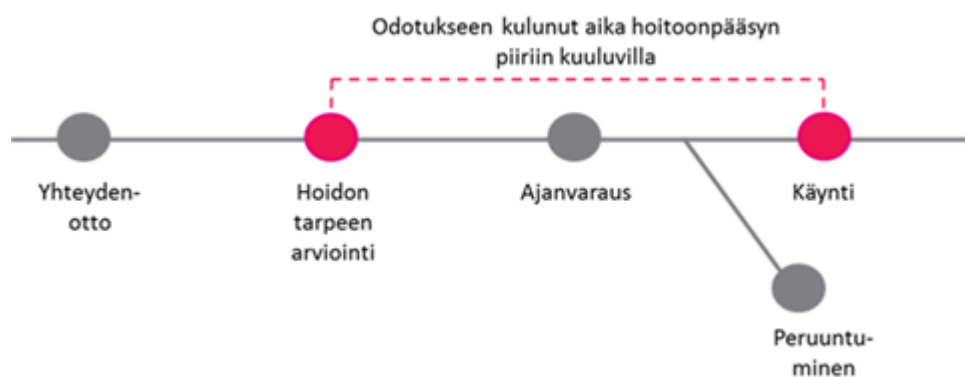 Odotukseen kulunut aika hoitoonpääsyn
piiriin kuuluvilla
Yhteyden-
otto
Hoidon
tarpeen
arviointi
Ajanvaraus
Käynti
Peruuntu-
minen